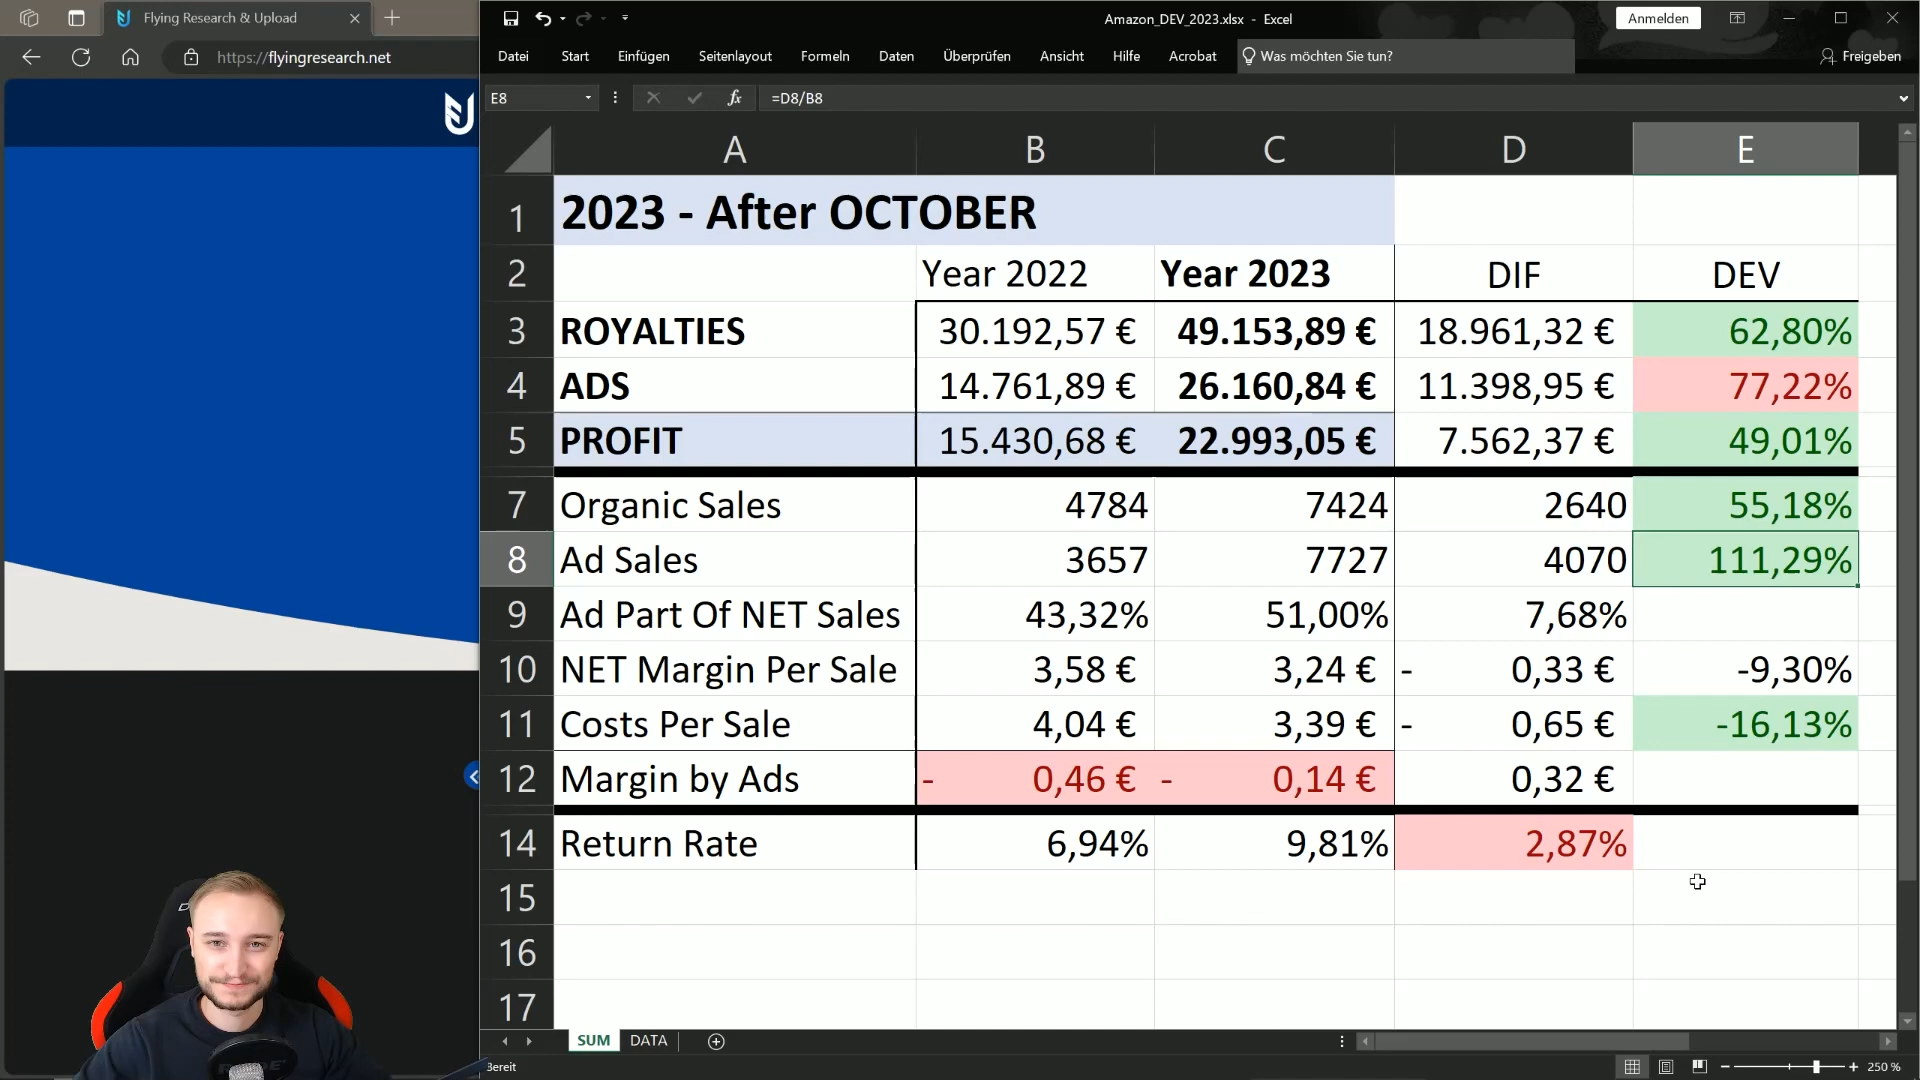 Flying Research & Upload
https://flyingresearch.net
Amazon_DEV_2023.xlsx - Excel
Anmelden
Datei Start Einfügen Seitenlayout Formeln Daten Überprüfen Ansicht Hilfe Acrobat Was möchten Sie tun? Freigeben
E8 fx =D8/B8
A B C D E
1 2023 - After OCTOBER
2 Year 2022 Year 2023 DIF DEV
3 ROYALTIES 30.192,57 € 49.153,89 € 18.961,32 € 62,80%
4 ADS 14.761,89 € 26.160,84 € 11.398,95 € 77,22%
5 PROFIT 15.430,68 € 22.993,05 € 7.562,37 € 49,01%
7 Organic Sales 4784 7424 2640 55,18%
8 Ad Sales 3657 7727 4070 111,29%
9 Ad Part Of NET Sales 43,32% 51,00% 7,68%
10 NET Margin Per Sale 3,58 € 3,24 € - 0,33 € -9,30%
11 Costs Per Sale 4,04 € 3,39 € - 0,65 € -16,13%
12 Margin by Ads - 0,46 € - 0,14 € 0,32 €
14 Return Rate 6,94% 9,81% 2,87%
15
16
17
SUM DATA
Bereit 250 %